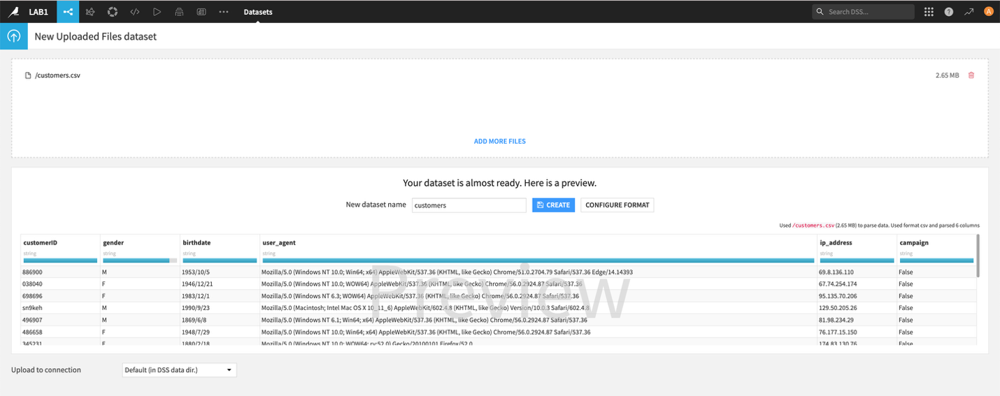 LAB1 Datasets Search DSS... ? A
New Uploaded Files dataset
/customers.csv 2.65 MB
ADD MORE FILES
Your dataset is almost ready. Here is a preview.
New dataset name customers CREATE CONFIGURE FORMAT
Used /customers.csv (2.65 MB) to parse data. Used format csv and parsed 6 columns
customerID gender birthdate user_agent ip_address campaign
string string string string string string
886900 M 1953/10/5 Mozilla/5.0 (Windows NT 10.0; Win64; x64) AppleWebKit/537.36 (KHTML, like Gecko) Chrome/51.0.2704.79 Safari/537.36 Edge/14.14393 69.8.136.110 False
038040 F 1946/12/21 Mozilla/5.0 (Windows NT 10.0; WOW64) AppleWebKit/537.36 (KHTML, like Gecko) Chrome/56.0.2924.87 Safari/537.36 67.74.254.174 False
698696 F 1983/12/1 Mozilla/5.0 (Windows NT 6.3; WOW64) AppleWebKit/537.36 (KHTML, like Gecko) Chrome/56.0.2924.87 Safari/537.36 95.135.70.206 False
sn9keh M 1990/9/23 Mozilla/5.0 (Macintosh; Intel Mac OS X 10_11_6) AppleWebKit/602.4.8 (KHTML, like Gecko) Version/10.0.3 Safari/602.4.8 129.50.205.26 False
Preview
496907 M 1869/6/8 Mozilla/5.0 (Windows NT 6.1; Win64; x64) AppleWebKit/537.36 (KHTML, like Gecko) Chrome/56.0.2924.87 Safari/537.36 81.98.234.29 False
486658 F 1948/7/29 Mozilla/5.0 (Windows NT 10.0; Win64; x64) AppleWebKit/537.36 (KHTML, like Gecko) Chrome/56.0.2924.87 Safari/537.36 76.177.15.150 False
345231 F 1880/2/18 Mozilla/5.0 (Windows NT 10.0; WOW64; rv:52.0) Gecko/20100101 Firefox/52.0 174.83.130.76 False
Upload to connection Default (in DSS data dir.)